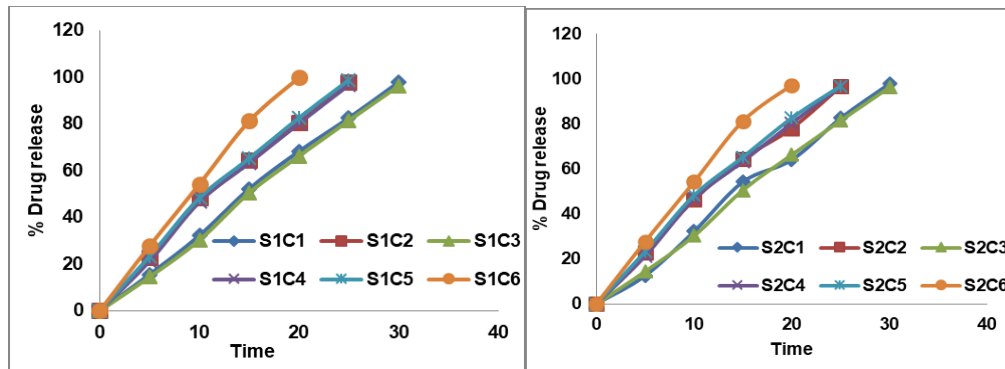 120
100
80
60
40
20
0
% Drug release
S1C1 S1C2 S1C3
S1C4 S1C5 S1C6
0 10 20 30 40
Time
120
100
80
60
40
20
0
% Drug release
S2C1 S2C2 S2C3
S2C4 S2C5 S2C6
0 10 20 30 40
Time